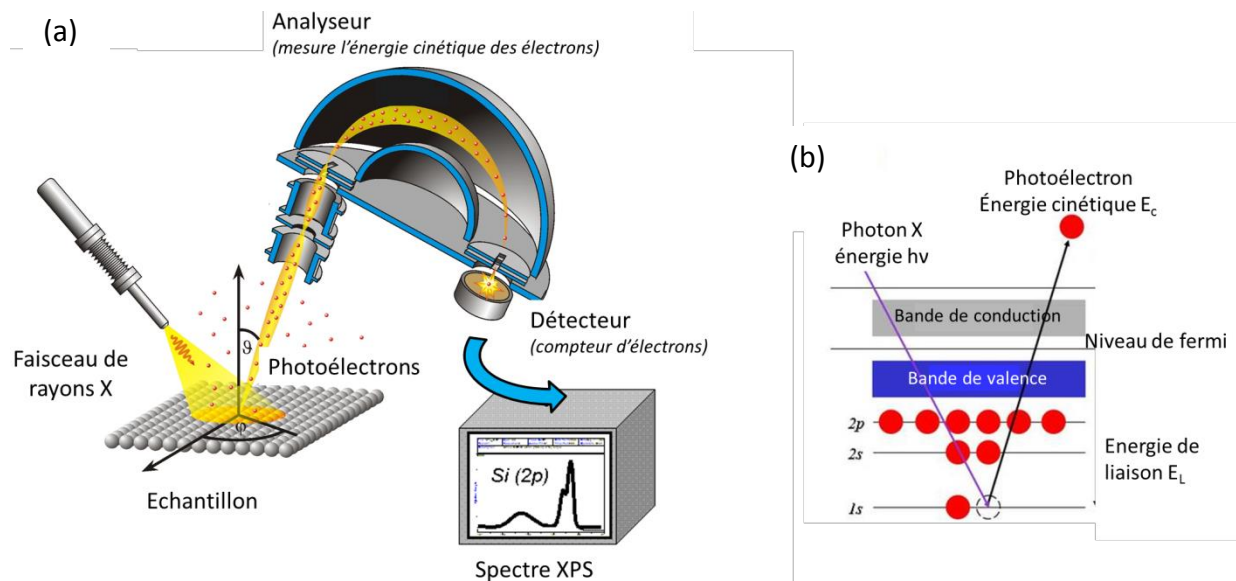 (a)
Analyseur
(mesure l'énergie cinétique des électrons)
Faisceau de
rayons X
ϑ
Photoélectrons
φ
Echantillon
Détecteur
(compteur d'électrons)
Si (2p)
Spectre XPS
(b)
Photoélectron
Énergie cinétique Ec
Photon X
énergie hν
Bande de conduction
Niveau de fermi
Bande de valence
2p
2s
Energie de
liaison EL
1s